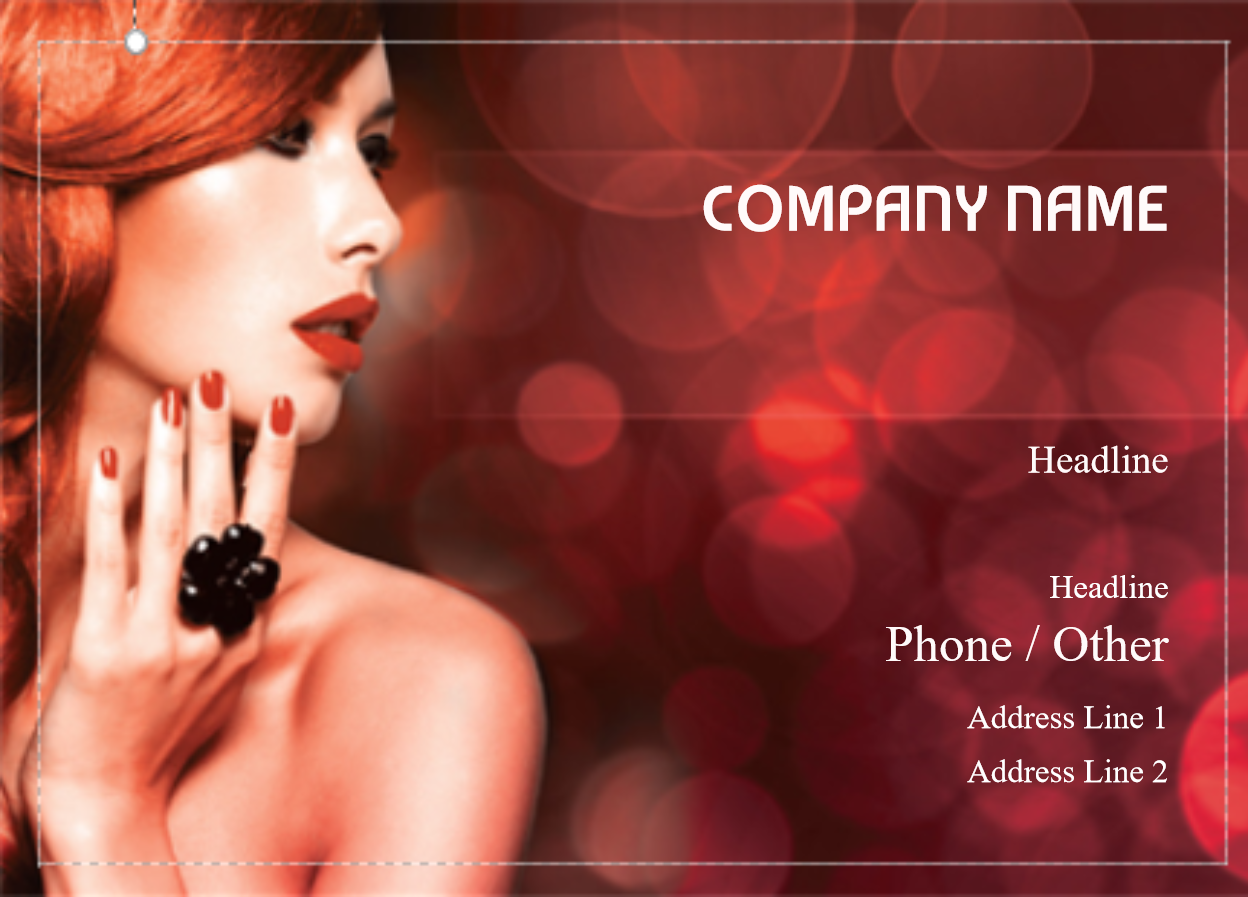 COMPANY NAME
Headline
Headline
Phone / Other
Address Line 1
Address Line 2